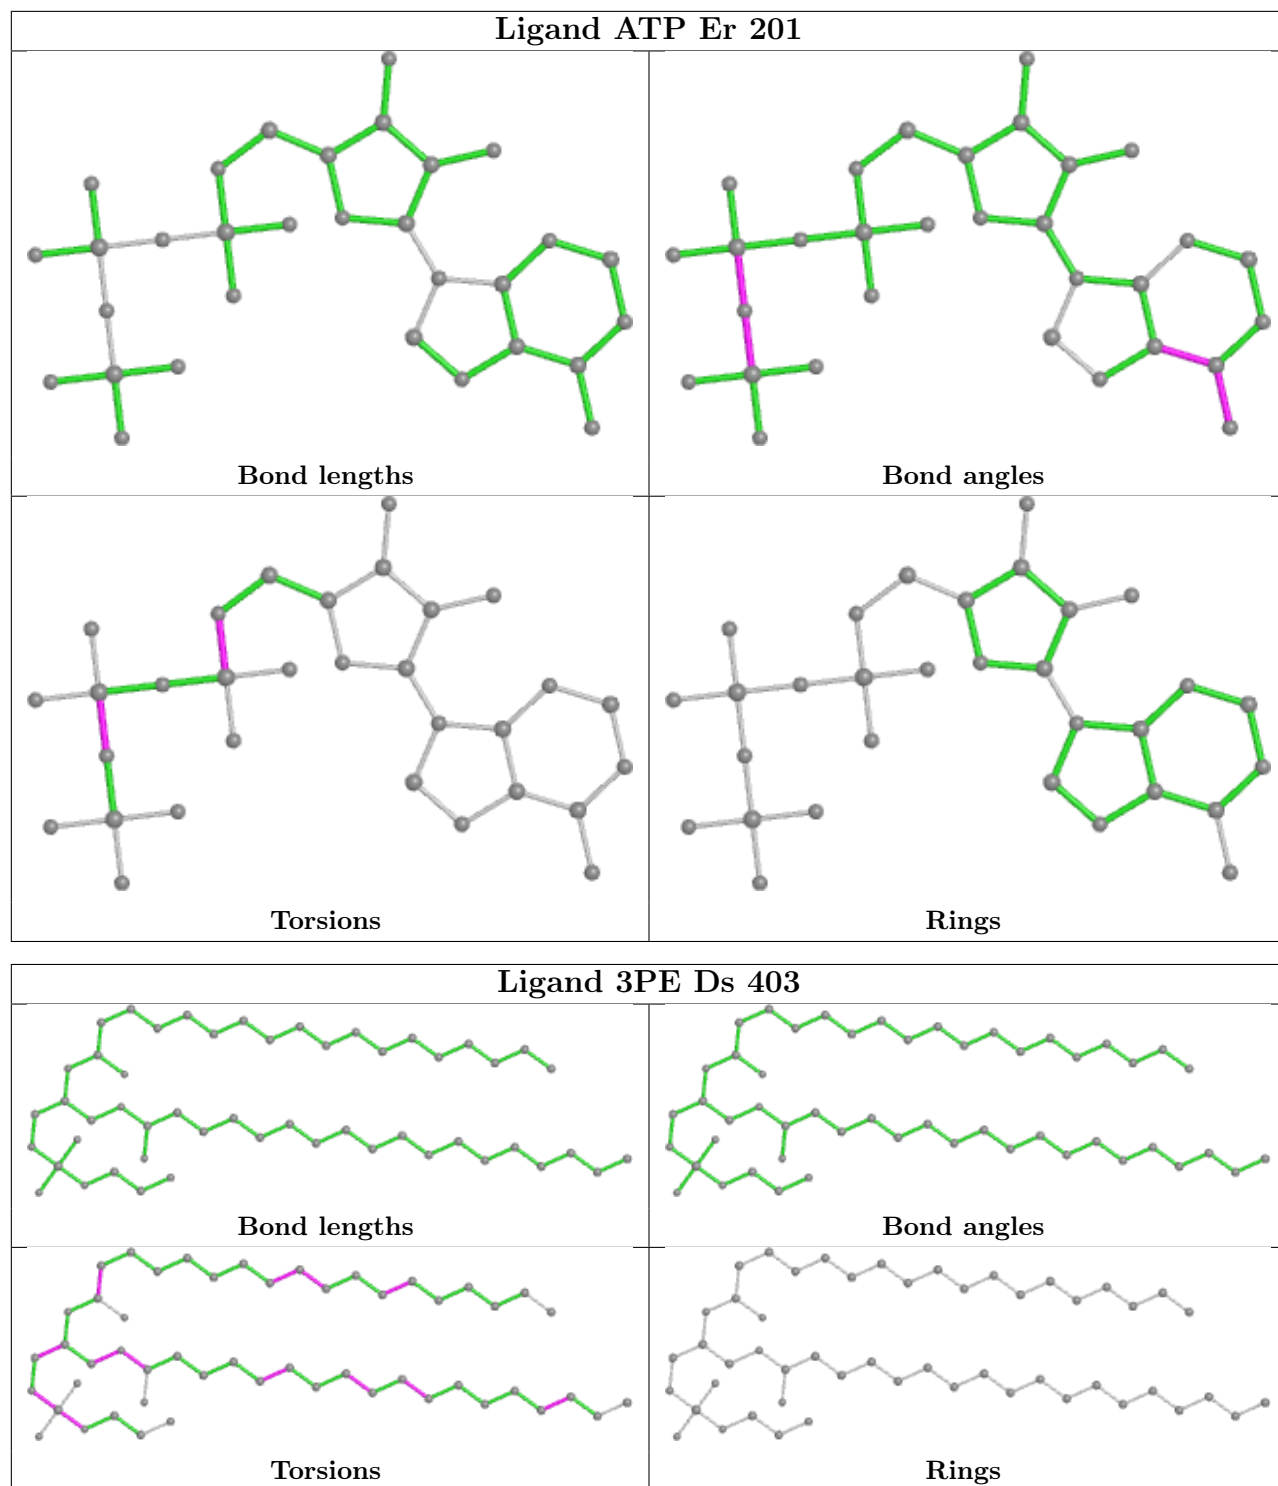 Ligand ATP Er 201
Bond lengths
Bond angles
Torsions
Rings
Ligand 3PE Ds 403
Bond lengths
Bond angles
Torsions
Rings